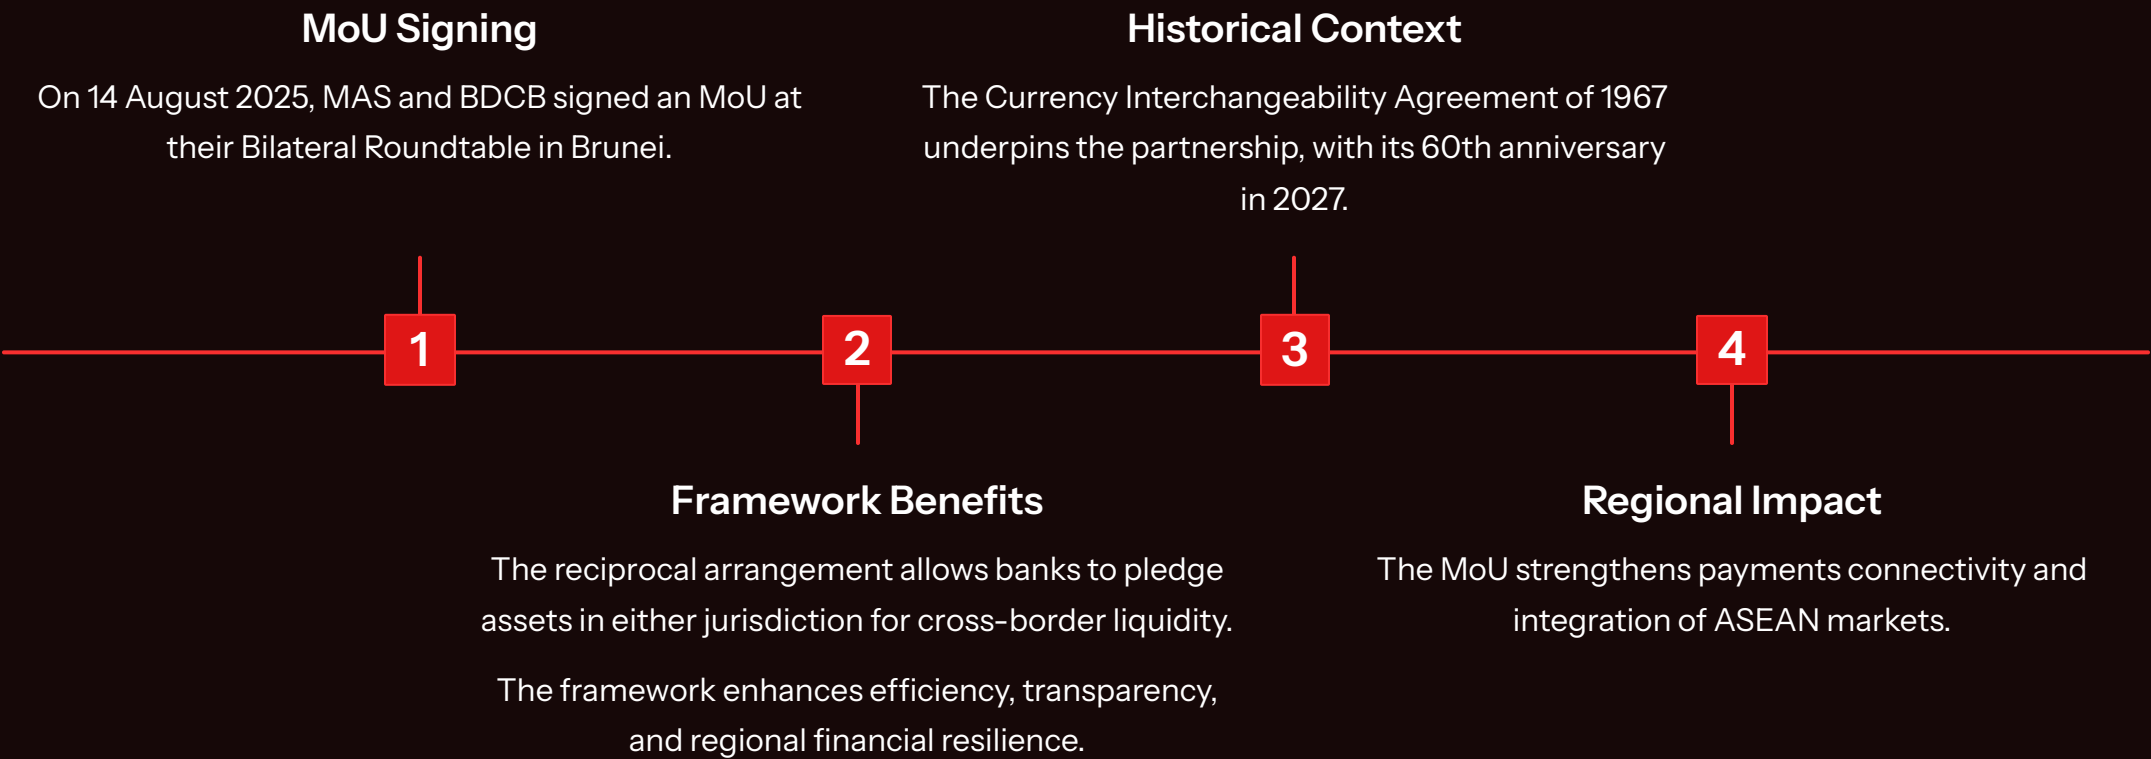 MoU Signing
On 14 August 2025, MAS and BDCB signed an MoU at
their Bilateral Roundtable in Brunei.
Historical Context
The Currency Interchangeability Agreement of 1967
underpins the partnership, with its 60th anniversary
in 2027.
1
2
3
4
Framework Benefits
The reciprocal arrangement allows banks to pledge
assets in either jurisdiction for cross-border liquidity.
The framework enhances efficiency, transparency,
and regional financial resilience.
Regional Impact
The MoU strengthens payments connectivity and
integration of ASEAN markets.